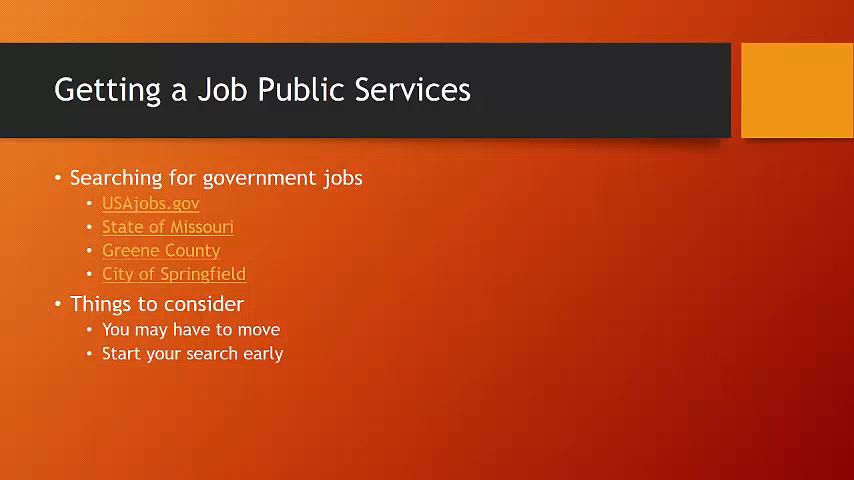 Getting a Job Public Services
• Searching for government jobs
• USAjobs.gov
• State of Missouri
• Greene County
• City of Springfield
• Things to consider
• You may have to move
• Start your search early